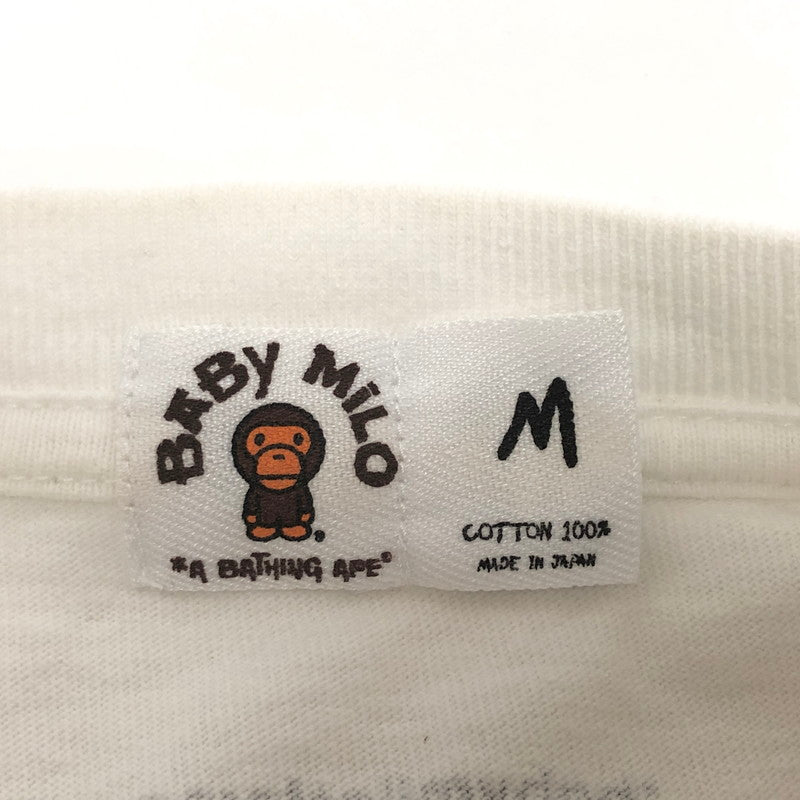 BABY MiLO
*A BATHING APE®
M
COTTON 100%
MADE IN JAPAN